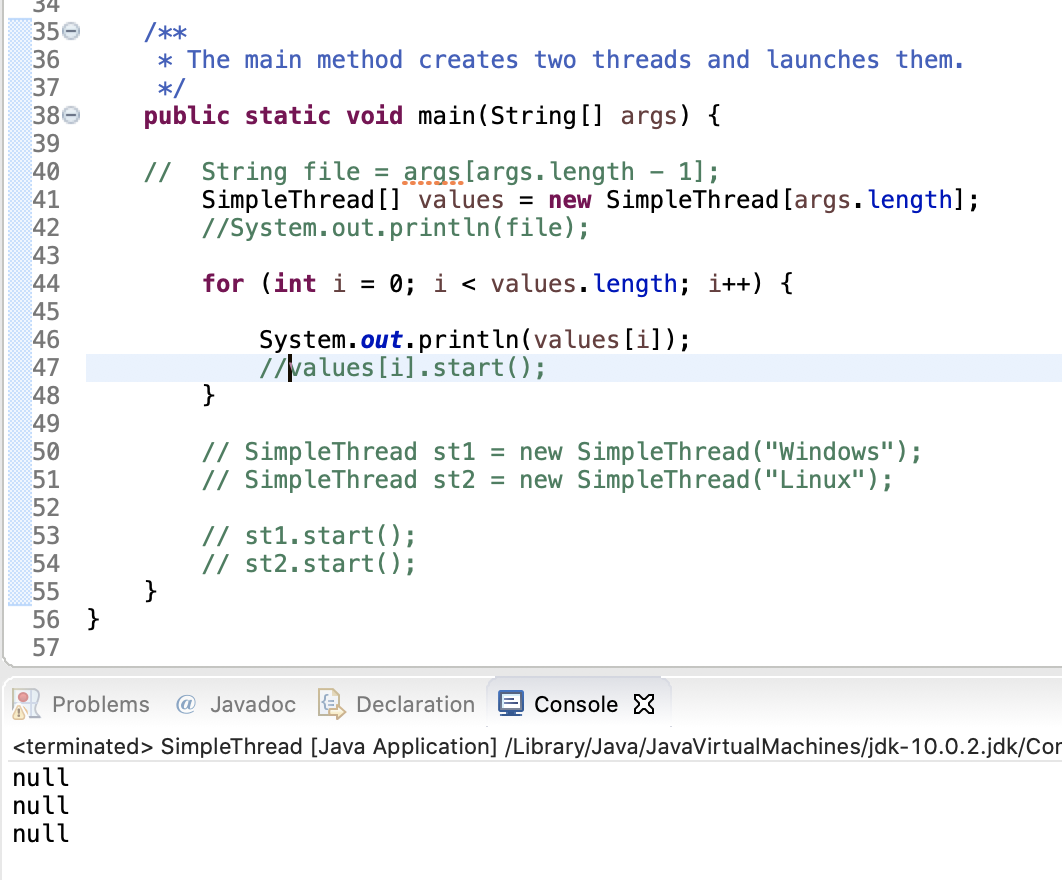 34
35 /**
36 * The main method creates two threads and launches them.
37 */
38 public static void main(String[] args) {
39
40 // String file = args[args.length - 1];
41 SimpleThread[] values = new SimpleThread[args.length];
42 //System.out.println(file);
43
44 for (int i = 0; i < values.length; i++) {
45
46 System.out.println(values[i]);
47 //values[i].start();
48 }
49
50 // SimpleThread st1 = new SimpleThread("Windows");
51 // SimpleThread st2 = new SimpleThread("Linux");
52
53 // st1.start();
54 // st2.start();
55 }
56 }
57
Problems @ Javadoc Declaration Console
<terminated> SimpleThread [Java Application] /Library/Java/JavaVirtualMachines/jdk-10.0.2.jdk/Cor
null
null
null